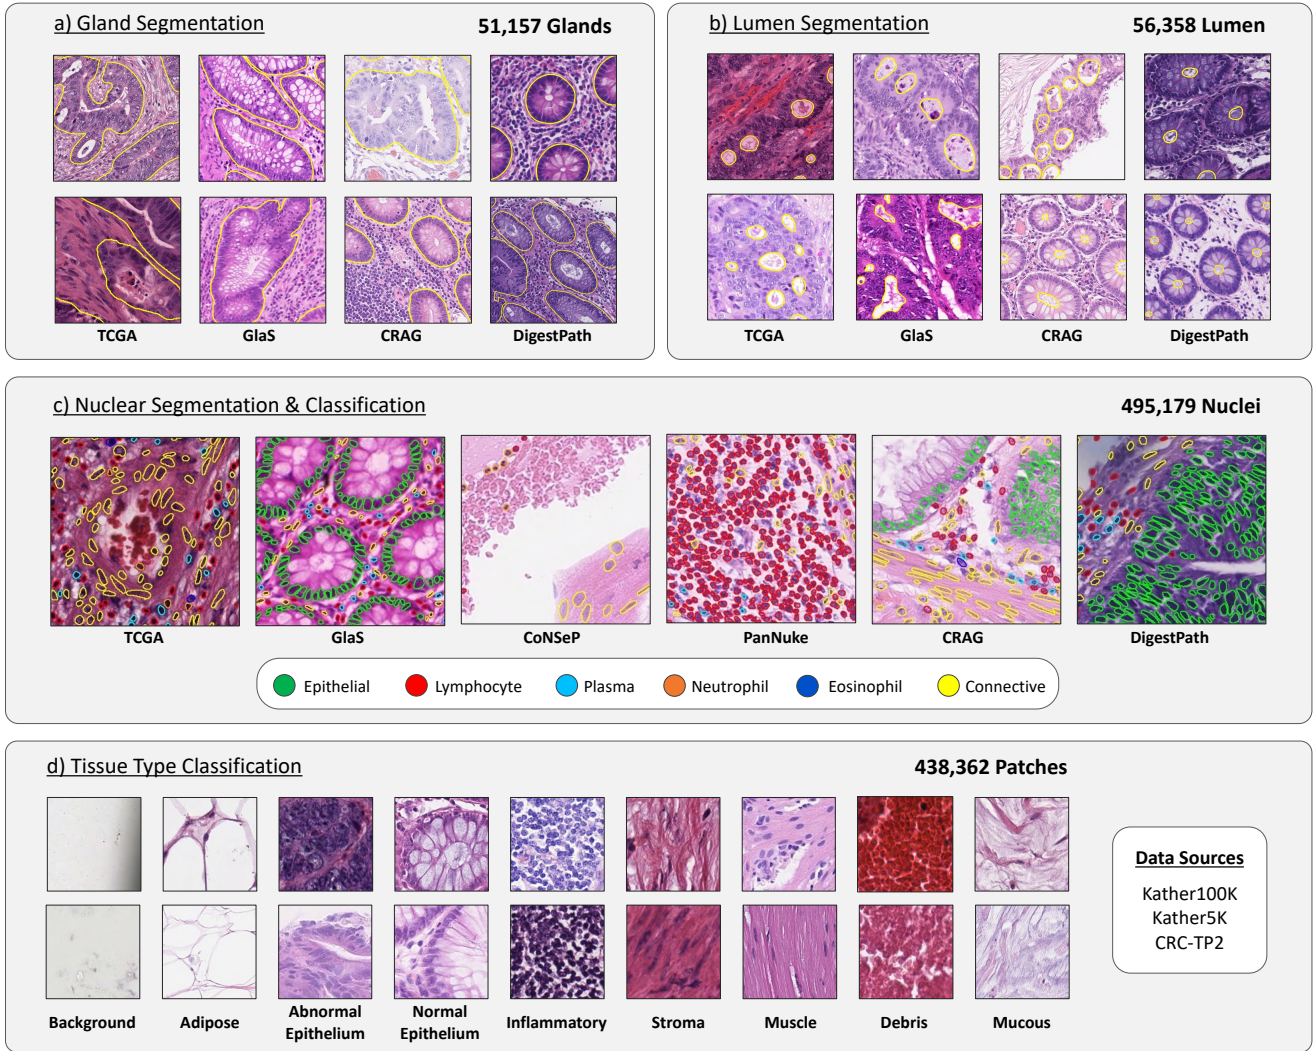 a) Gland Segmentation
51,157 Glands
TCGA
GlaS
CRAG
DigestPath
b) Lumen Segmentation
56,358 Lumen
TCGA
GlaS
CRAG
DigestPath
c) Nuclear Segmentation & Classification
495,179 Nuclei
TCGA
GlaS
CoNSeP
PanNuke
CRAG
DigestPath
Epithelial
Lymphocyte
Plasma
Neutrophil
Eosinophil
Connective
d) Tissue Type Classification
438,362 Patches
Background
Adipose
Abnormal
Epithelium
Normal
Epithelium
Inflammatory
Stroma
Muscle
Debris
Mucous
Data Sources
Kather100K
Kather5K
CRC-TP2